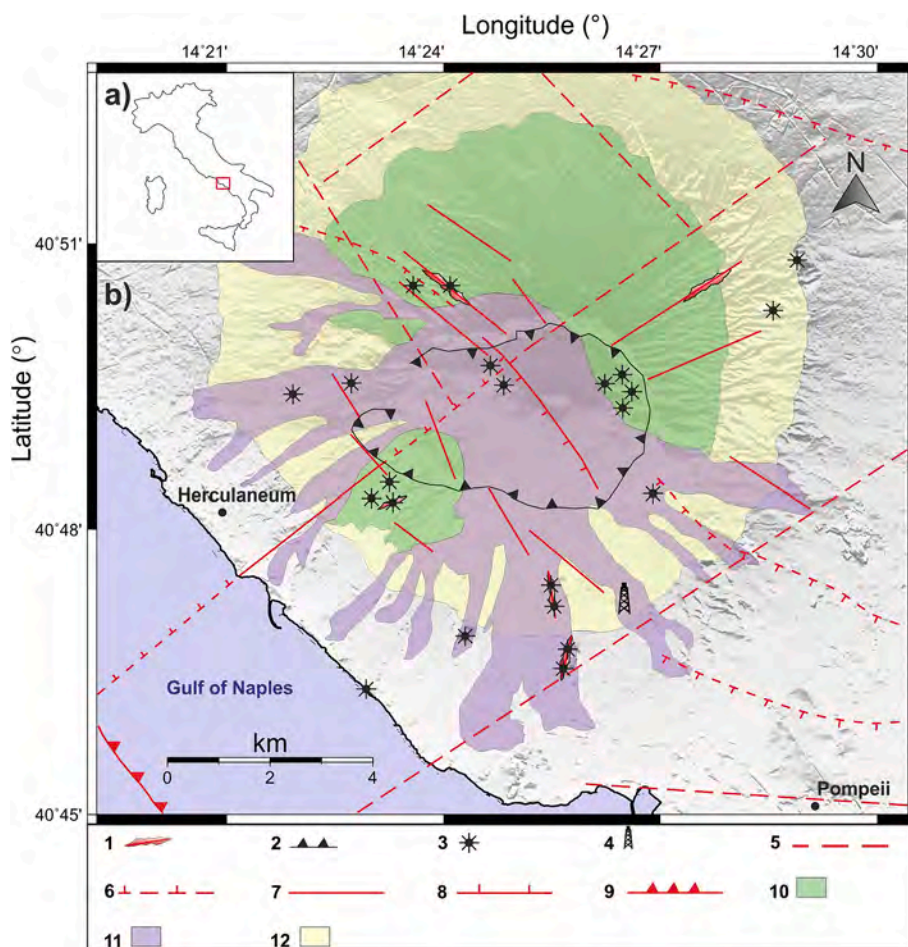 Longitude (°)
14°21' 14°24' 14°27' 14°30'
a)
N
40°51'
b)
Latitude (°)
Herculaneum
40°48'
Gulf of Naples
km
0 2 4
Pompeii
40°45'
1 2 3 4 5
6 7 8 9 10
11 12